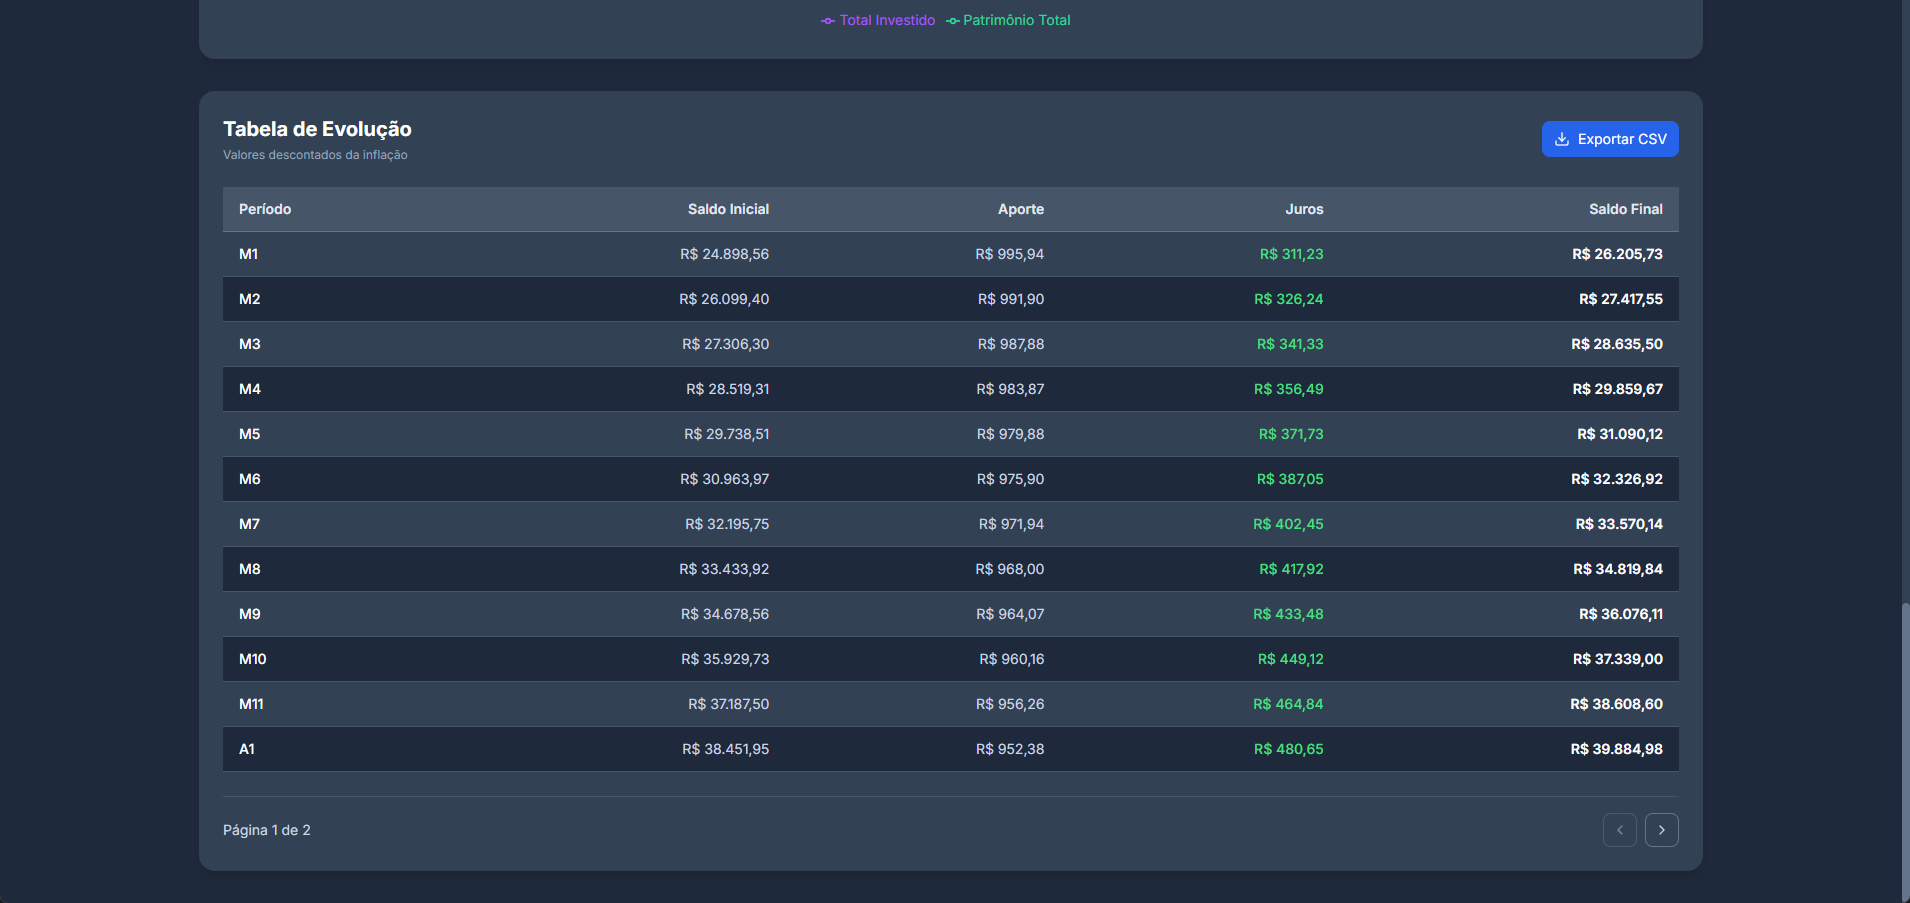 Total Investido Patrimônio Total
Tabela de Evolução
Valores descontados da inflação
Exportar CSV
Período Saldo Inicial Aporte Juros Saldo Final
M1 R$ 24.898,56 R$ 995,94 R$ 311,23 R$ 26.205,73
M2 R$ 26.099,40 R$ 991,90 R$ 326,24 R$ 27.417,55
M3 R$ 27.306,30 R$ 987,88 R$ 341,33 R$ 28.635,50
M4 R$ 28.519,31 R$ 983,87 R$ 356,49 R$ 29.859,67
M5 R$ 29.738,51 R$ 979,88 R$ 371,73 R$ 31.090,12
M6 R$ 30.963,97 R$ 975,90 R$ 387,05 R$ 32.326,92
M7 R$ 32.195,75 R$ 971,94 R$ 402,45 R$ 33.570,14
M8 R$ 33.433,92 R$ 968,00 R$ 417,92 R$ 34.819,84
M9 R$ 34.678,56 R$ 964,07 R$ 433,48 R$ 36.076,11
M10 R$ 35.929,73 R$ 960,16 R$ 449,12 R$ 37.339,00
M11 R$ 37.187,50 R$ 956,26 R$ 464,84 R$ 38.608,60
A1 R$ 38.451,95 R$ 952,38 R$ 480,65 R$ 39.884,98
Página 1 de 2